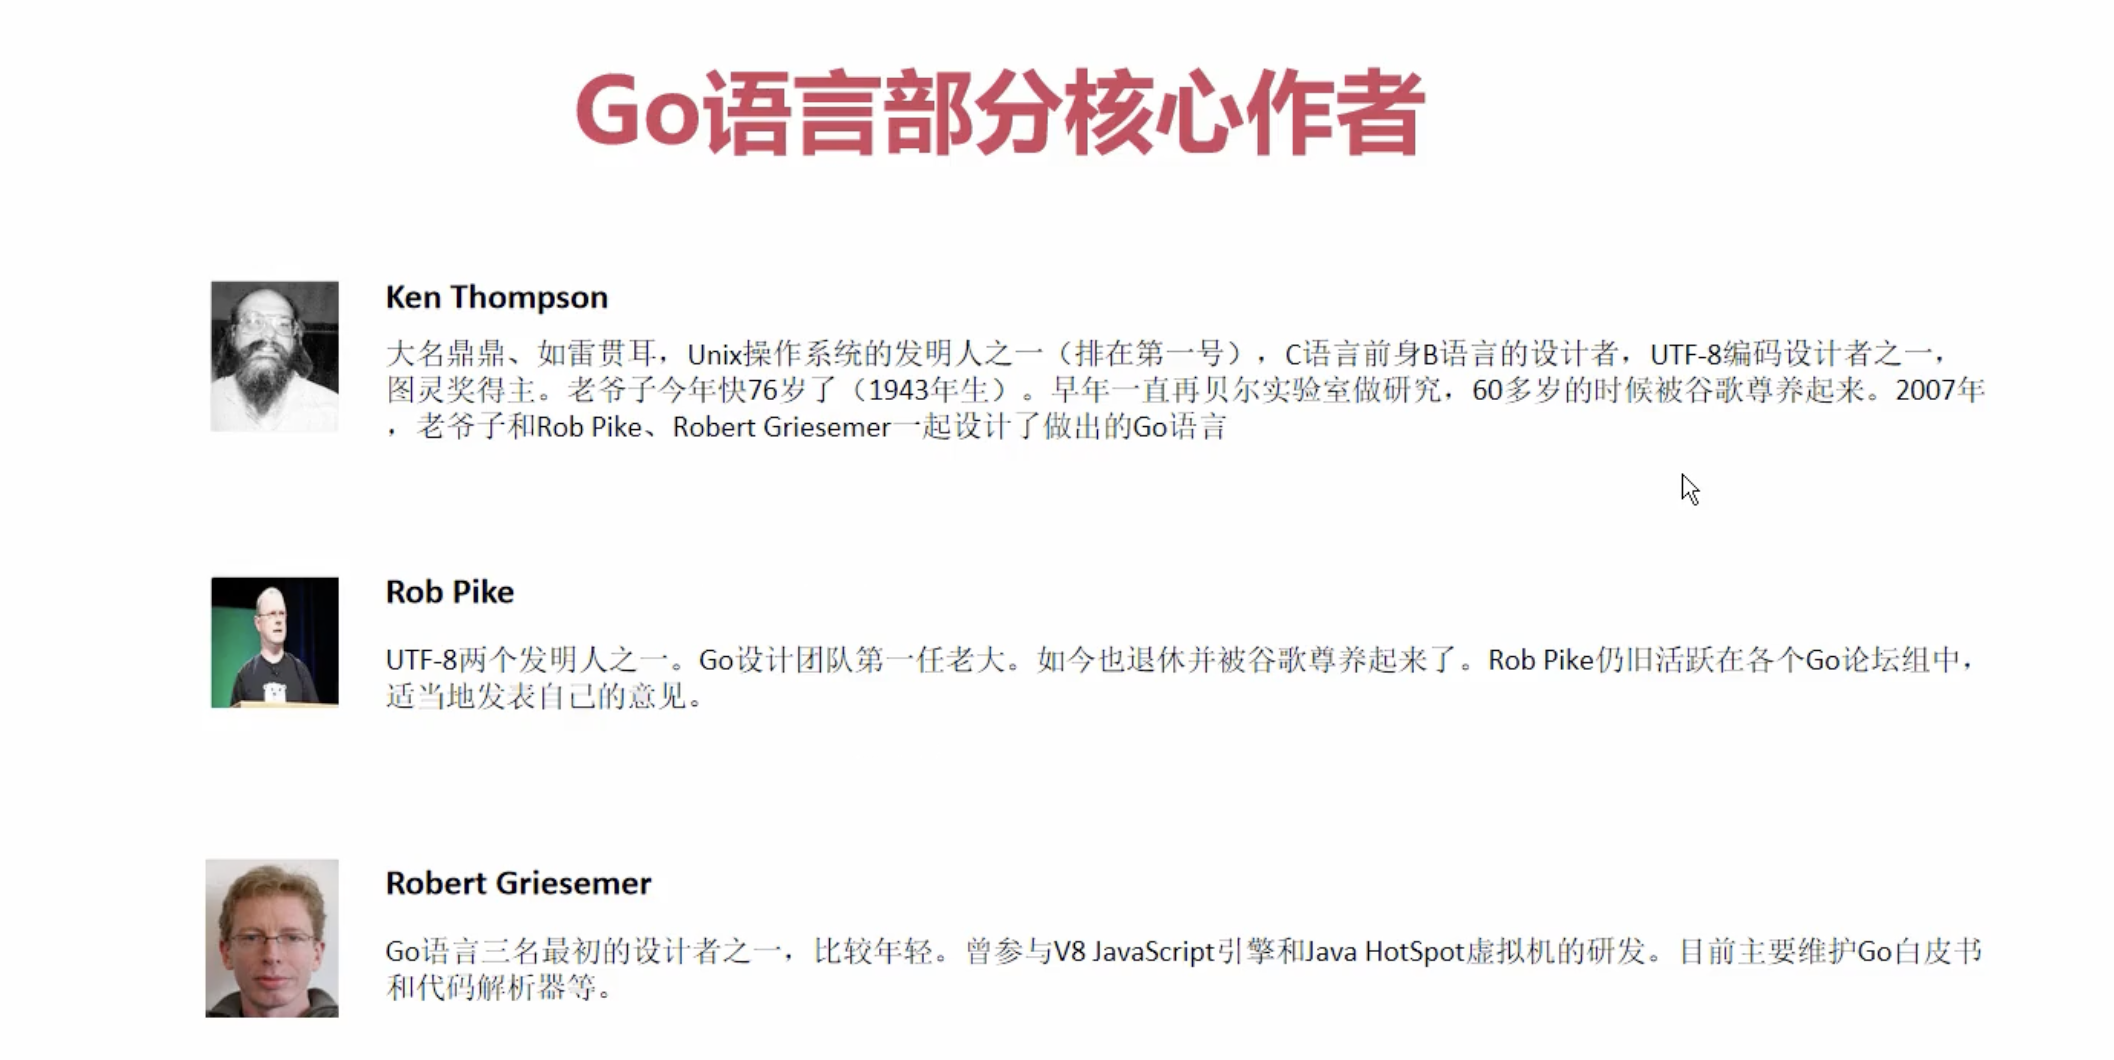 Go语言部分核心作者
Ken Thompson
大名鼎鼎、如雷贯耳，Unix操作系统的发明人之一（排在第一号），C语言前身B语言的设计者，UTF-8编码设计者之一，
图灵奖得主。老爷子今年快76岁了（1943年生）。早年一直再贝尔实验室做研究，60多岁的时候被谷歌尊养起来。2007年
，老爷子和Rob Pike、Robert Griesemer一起设计了做出的Go语言
Rob Pike
UTF-8两个发明人之一。Go设计团队第一任老大。如今也退休并被谷歌尊养起来了。Rob Pike仍旧活跃在各个Go论坛组中，
适当地发表自己的意见。
Robert Griesemer
Go语言三名最初的设计者之一，比较年轻。曾参与V8 JavaScript引擎和Java HotSpot虚拟机的研发。目前主要维护Go白皮书
和代码解析器等。